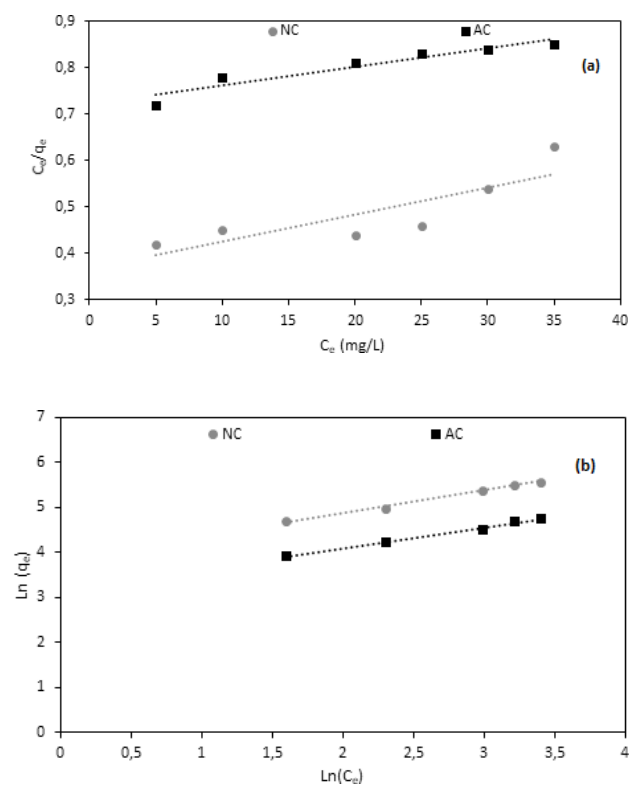 0,9
0,8
0,7
0,6
0,5
0,4
0,3
Cₑ/qₑ
NC AC
(a)
0 5 10 15 20 25 30 35 40
Cₑ (mg/L)
7
6
5
4
3
2
1
0
Ln (qₑ)
NC AC
(b)
0 0,5 1 1,5 2 2,5 3 3,5 4
Ln(Cₑ)